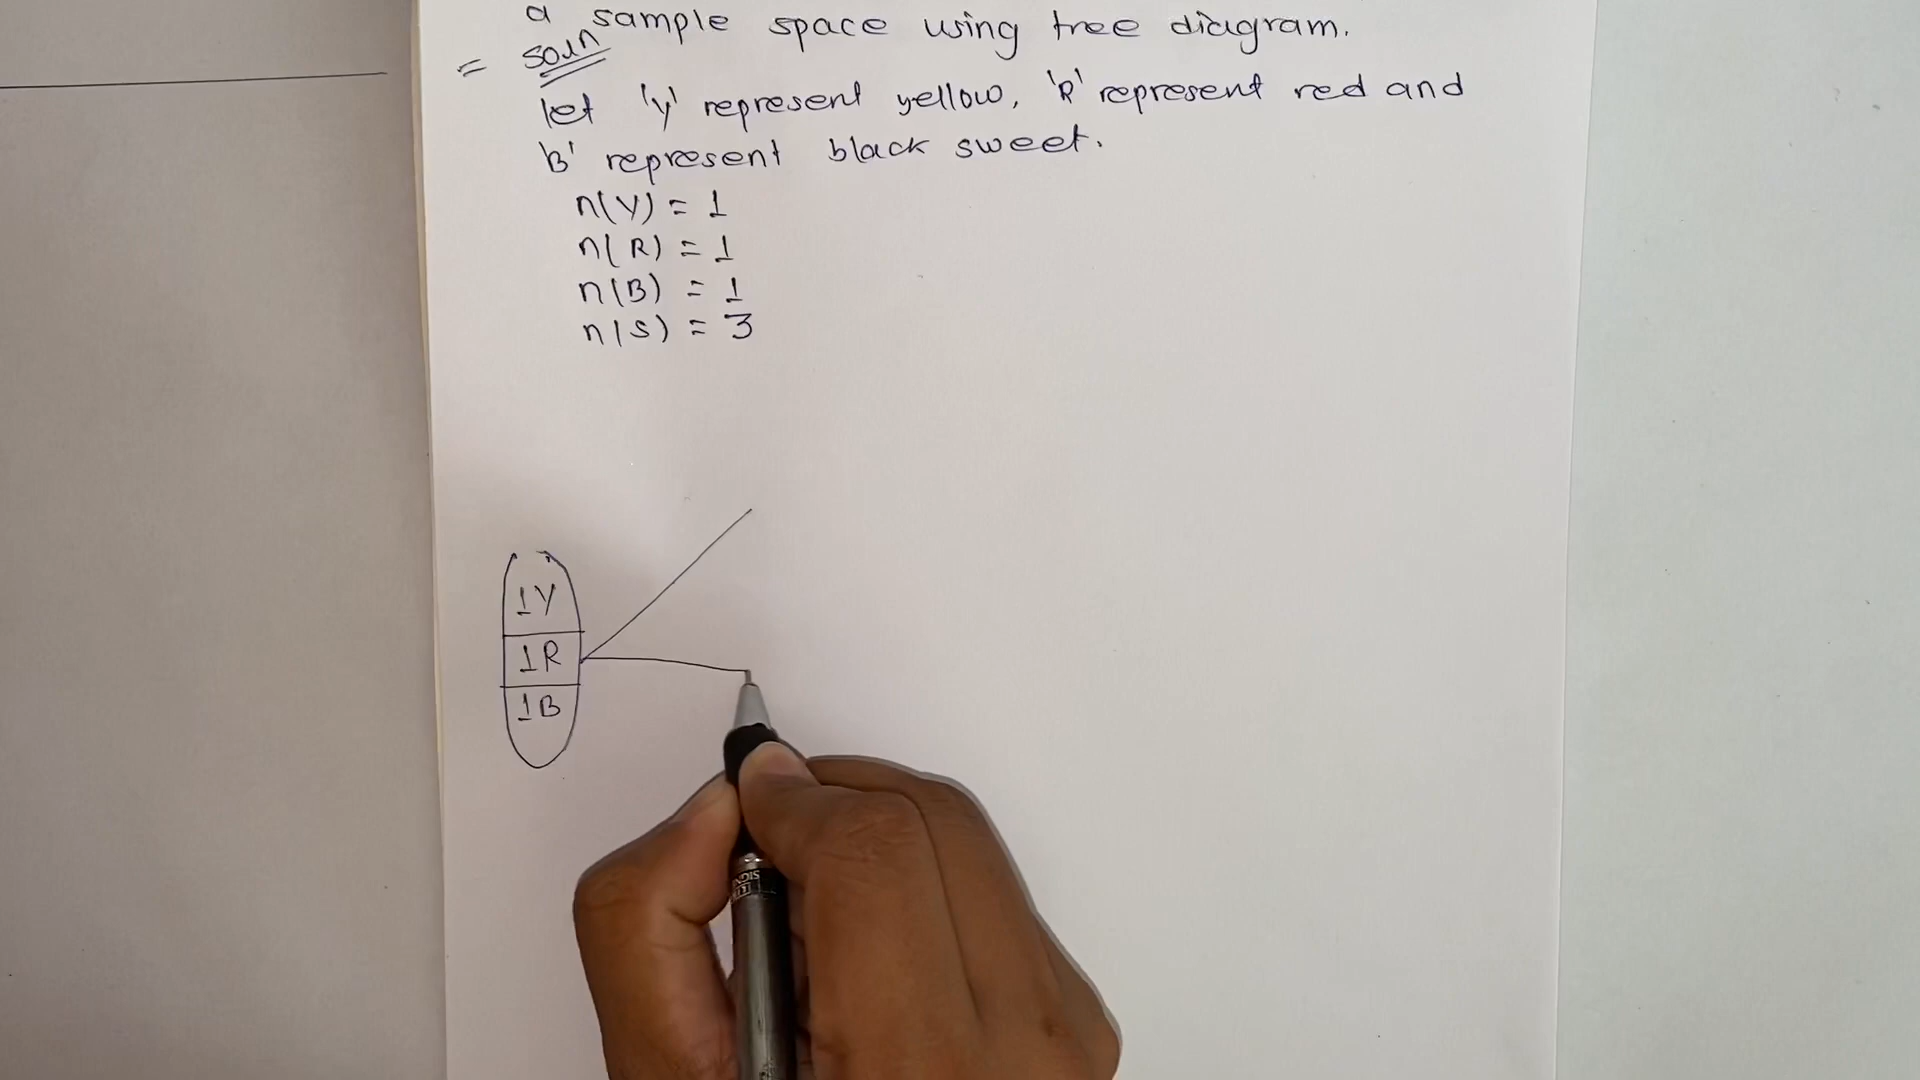 a sample space using tree diagram.
= Soln
let 'Y' represent yellow, 'R' represent red and
'B' represent black sweet.
n(Y) = 1
n(R) = 1
n(B) = 1
n(S) = 3
1Y
1R
1B